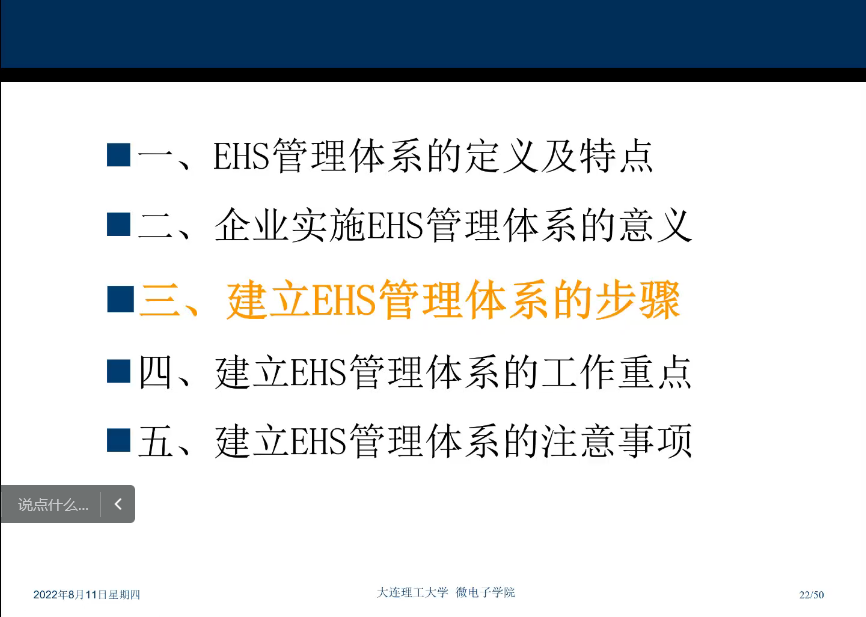 一、EHS管理体系的定义及特点
二、企业实施EHS管理体系的意义
三、建立EHS管理体系的步骤
四、建立EHS管理体系的工作重点
五、建立EHS管理体系的注意事项
说点什么...
2022年8月11日星期四
大连理工大学 微电子学院
22/50